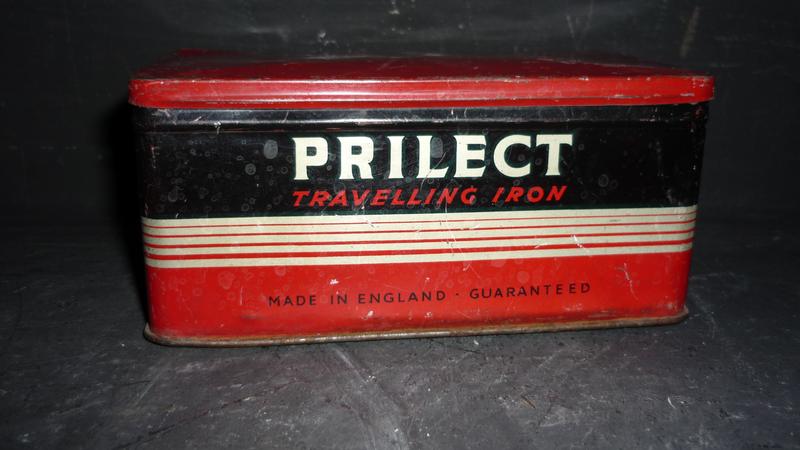 PRILECT
TRAVELLING IRON
MADE IN ENGLAND · GUARANTEED